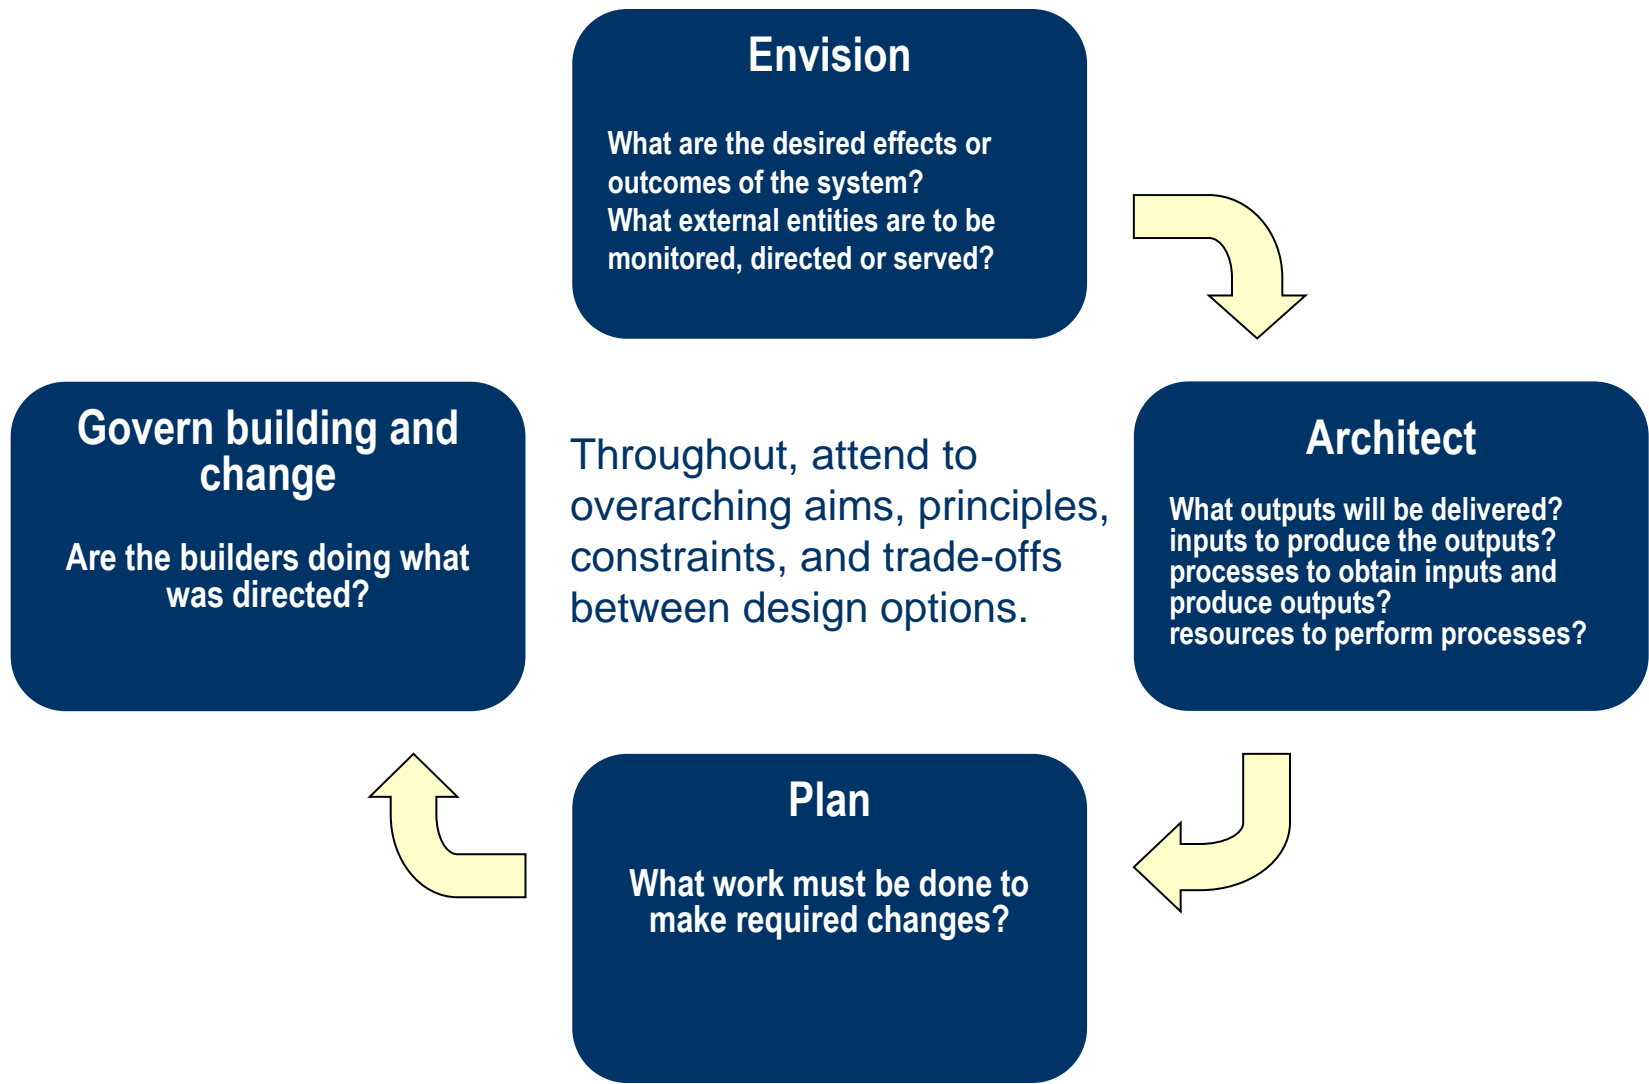 Envision
What are the desired effects or
outcomes of the system?
What external entities are to be
monitored, directed or served?
Govern building and
change
Are the builders doing what
was directed?
Throughout, attend to
overarching aims, principles,
constraints, and trade-offs
between design options.
Architect
What outputs will be delivered?
inputs to produce the outputs?
processes to obtain inputs and
produce outputs?
resources to perform processes?
Plan
What work must be done to
make required changes?